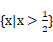 {x|x > 1/2}